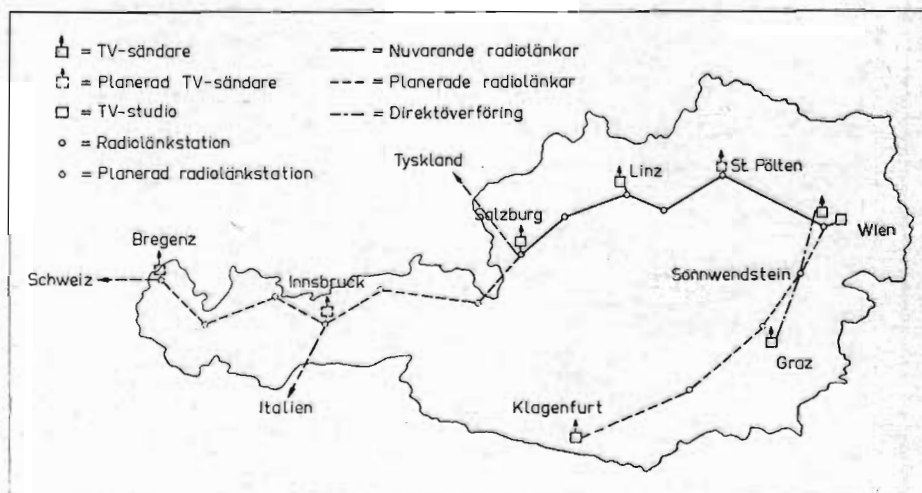 = TV-sändare
= Planerad TV-sändare
= TV-studio
= Radiolänkstation
= Planerad radiolänkstation
= Nuvarande radiolänkar
= Planerade radiolänkar
= Direktöverföring
Tyskland
Linz
St. Pölten
Salzburg
Wien
Bregenz
Schweiz
Innsbruck
Sonnwendstein
Graz
Italien
Klagenfurt